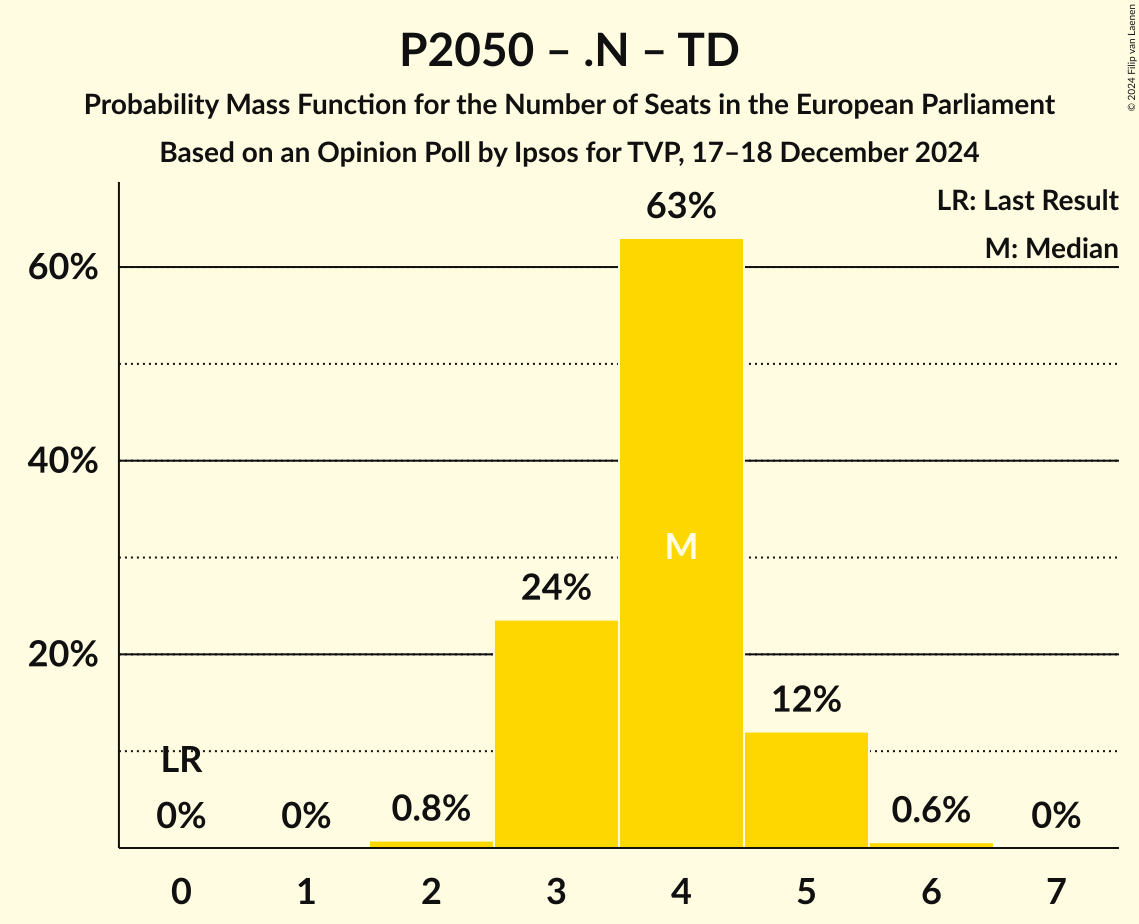 P2050 – .N – TD
Probability Mass Function for the Number of Seats in the European Parliament
Based on an Opinion Poll by Ipsos for TVP, 17–18 December 2024
© 2024 Filip van Laenen
LR: Last Result
M: Median
60%
40%
20%
63%
M
24%
12%
LR
0%
0%
0.8%
0.6%
0%
0 1 2 3 4 5 6 7